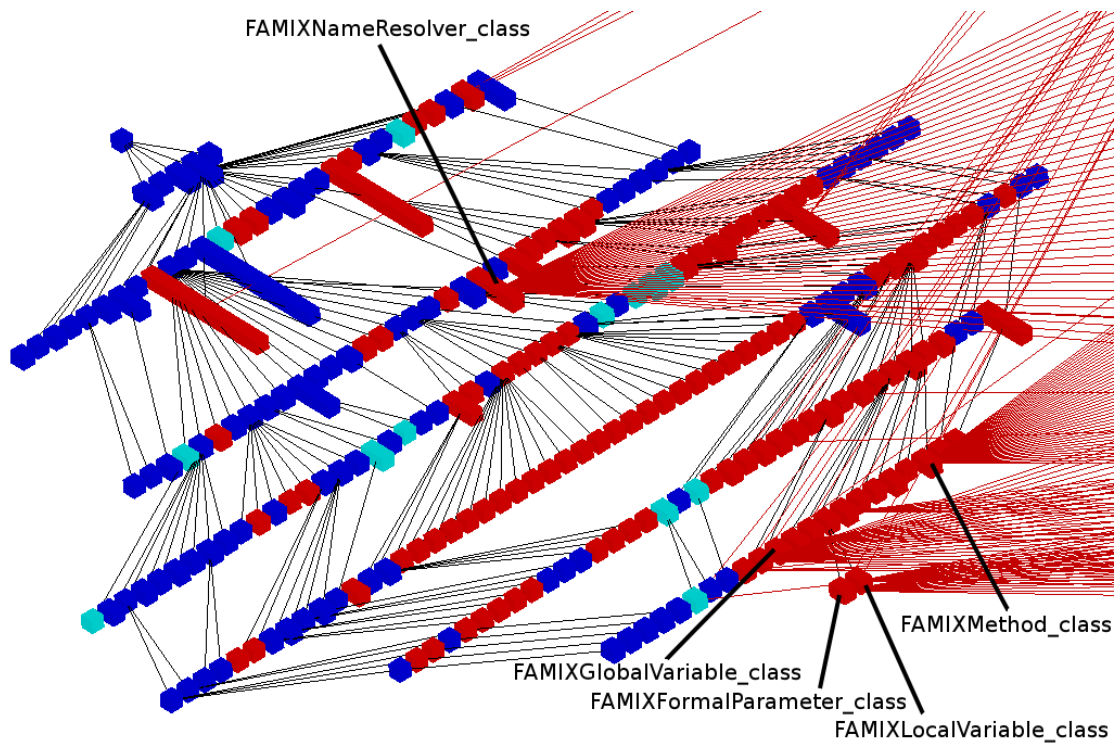 FAMIXNameResolver_class
FAMIXMethod_class
FAMIXGlobalVariable_class
FAMIXFormalParameter_class
FAMIXLocalVariable_class